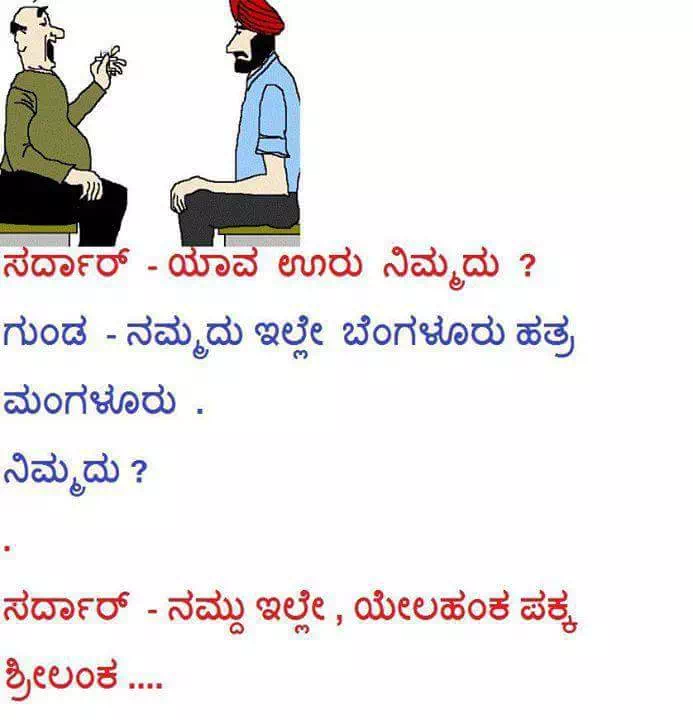 ಸರ್ದಾರ್ - ಯಾವ ಊರು ನಿಮ್ಮದು ?
ಗುಂಡ - ನಮ್ಮದು ಇಲ್ಲೇ ಬೆಂಗಳೂರು ಹತ್ರ
ಮಂಗಳೂರು .
ನಿಮ್ಮದು ?
.
ಸರ್ದಾರ್ - ನಮ್ದು ಇಲ್ಲೇ , ಯೇಲಹಂಕ ಪಕ್ಕ
ಶ್ರೀಲಂಕ ....